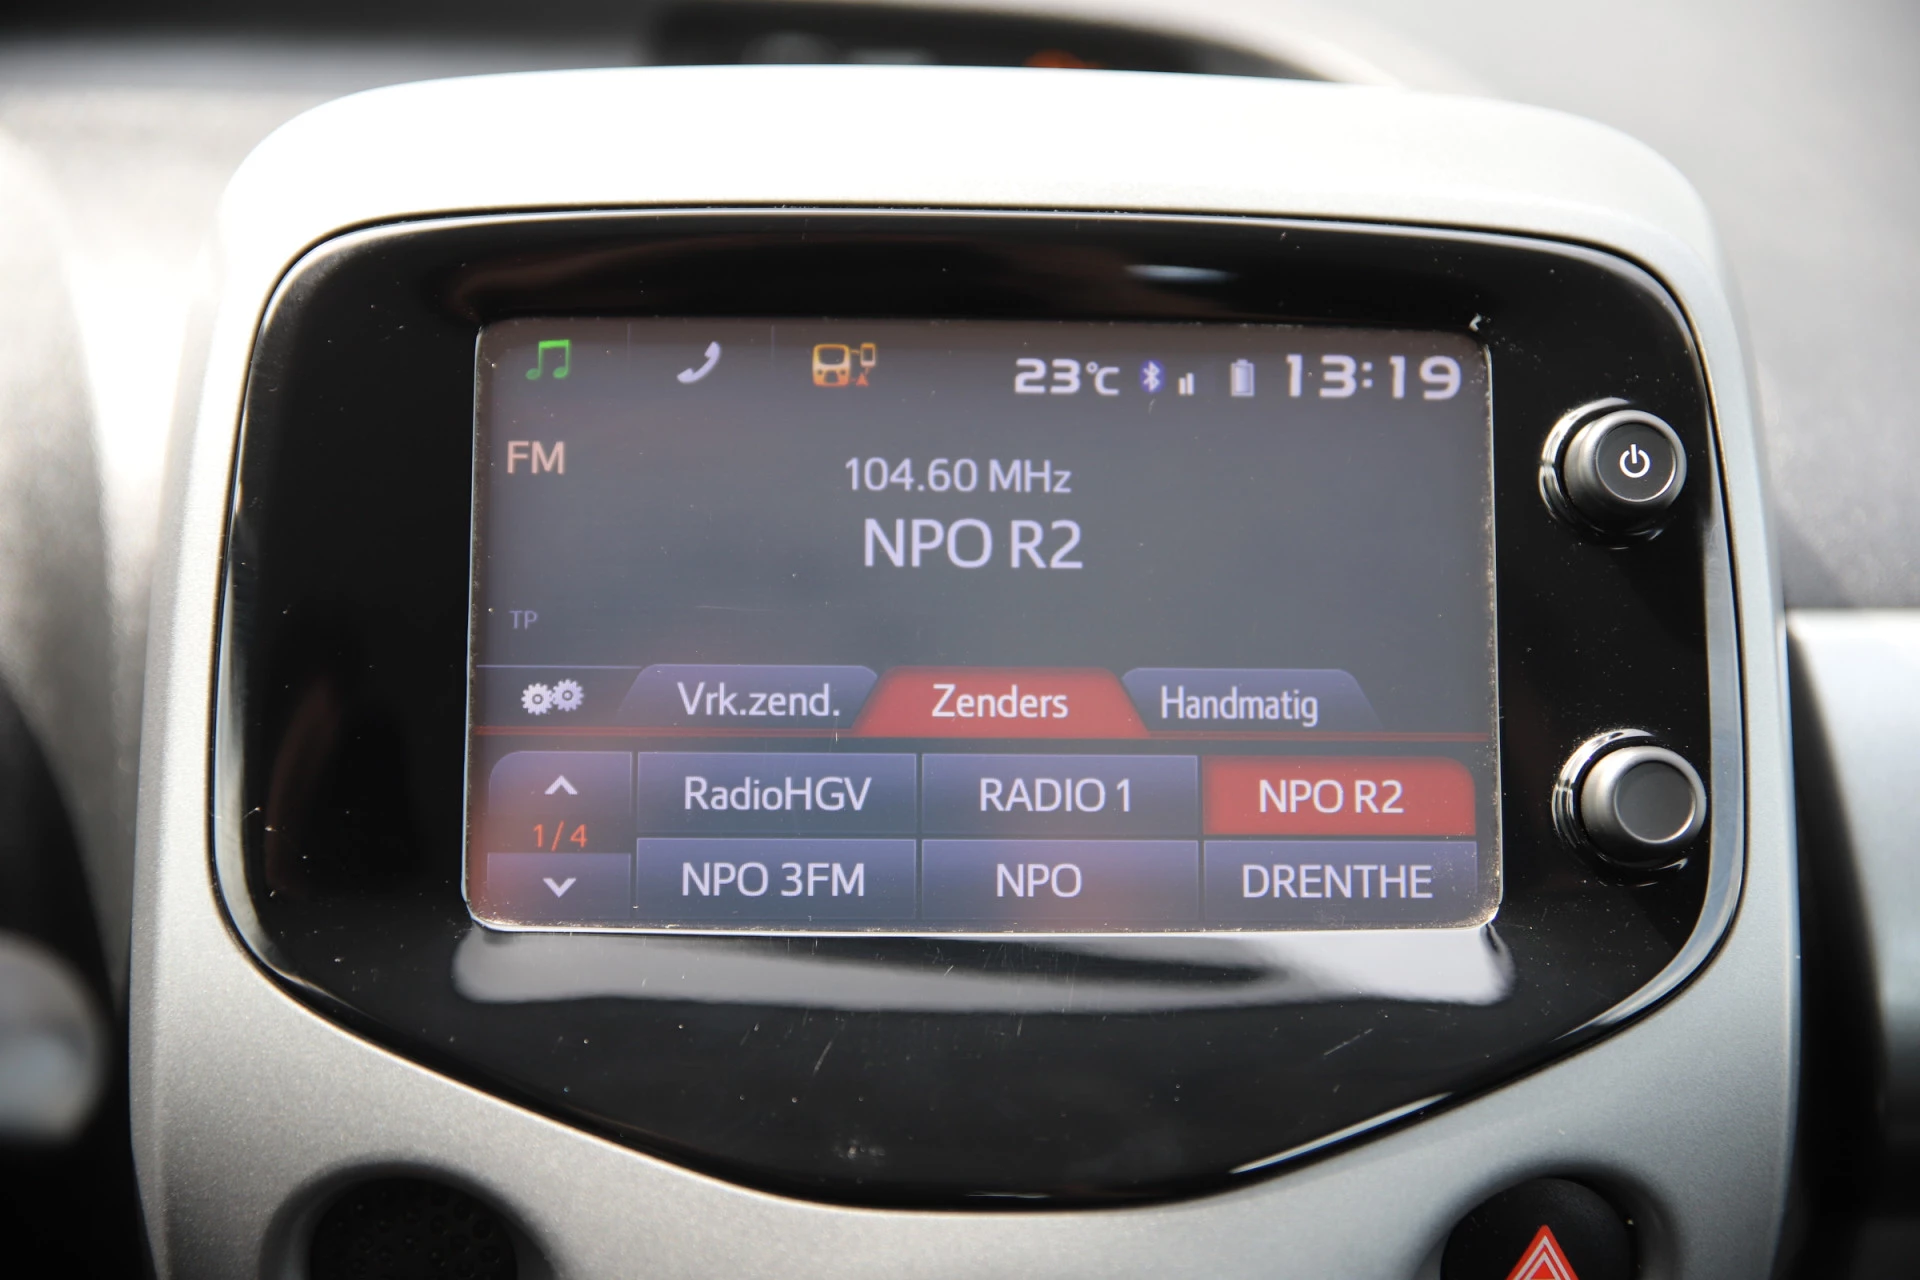 23°C 13:19
FM
104.60 MHz
NPO R2
TP
Vrk.zend. Zenders Handmatig
RadioHGV RADIO 1 NPO R2
1/4
NPO 3FM NPO DRENTHE